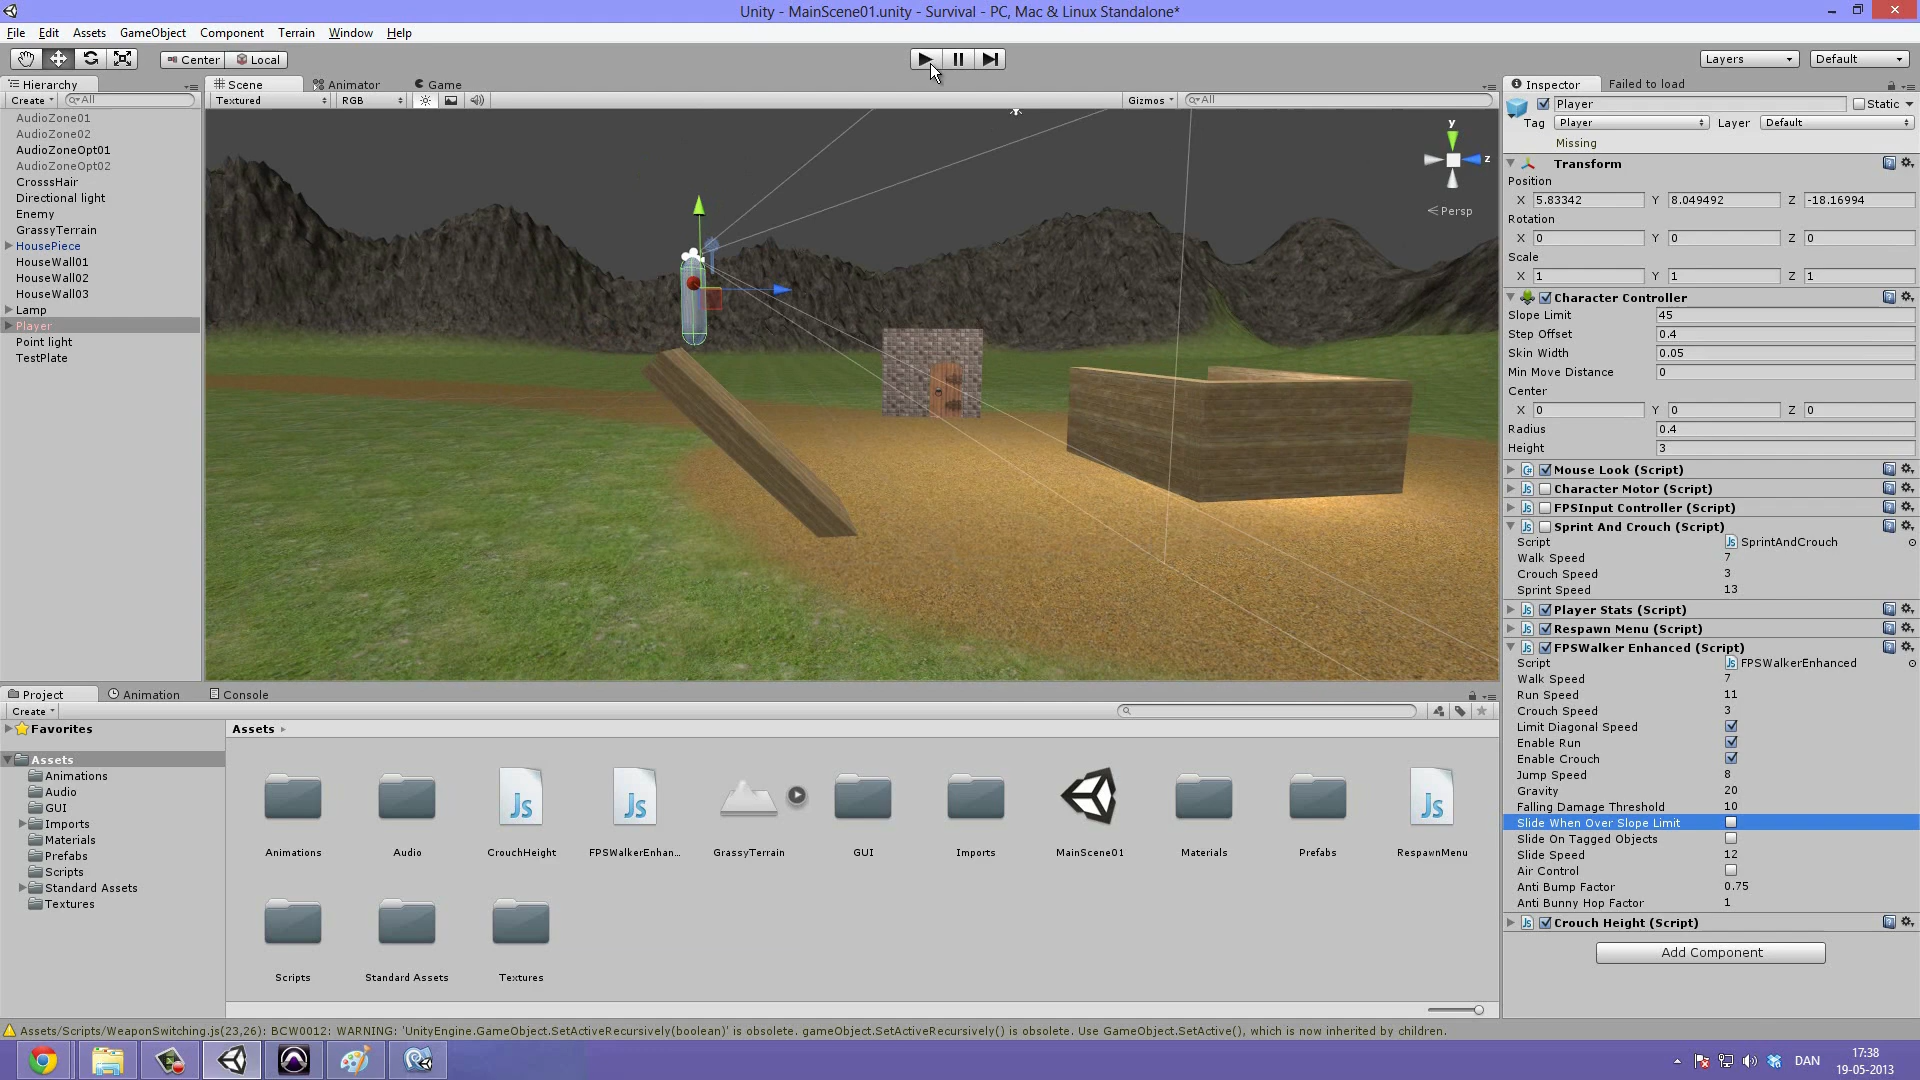 Unity - MainScene01.unity - Survival - PC, Mac & Linux Standalone*
File Edit Assets GameObject Component Terrain Window Help
Center Local
Layers Default
Hierarchy
Create All
AudioZone01
AudioZone02
AudioZoneOpt01
AudioZoneOpt02
CrosssHair
Directional light
Enemy
GrassyTerrain
HousePiece
HouseWall01
HouseWall02
HouseWall03
Lamp
Player
Point light
TestPlate
Scene Animator Game
Textured RGB Gizmos All
y
z
Persp
Inspector Failed to load
Player Static
Tag Player Layer Default
Missing
Transform
Position
X 5.83342 Y 8.049492 Z -18.16994
Rotation
X 0 Y 0 Z 0
Scale
X 1 Y 1 Z 1
Character Controller
Slope Limit 45
Step Offset 0.4
Skin Width 0.05
Min Move Distance 0
Center
X 0 Y 0 Z 0
Radius 0.4
Height 3
Mouse Look (Script)
Js Character Motor (Script)
Js FPSInput Controller (Script)
Js Sprint And Crouch (Script)
Script Js SprintAndCrouch
Walk Speed 7
Crouch Speed 3
Sprint Speed 13
Js Player Stats (Script)
Js Respawn Menu (Script)
Js FPSWalker Enhanced (Script)
Script Js FPSWalkerEnhanced
Walk Speed 7
Run Speed 11
Crouch Speed 3
Limit Diagonal Speed
Enable Run
Enable Crouch
Jump Speed 8
Gravity 20
Falling Damage Threshold 10
Slide When Over Slope Limit
Slide On Tagged Objects
Slide Speed 12
Air Control
Anti Bump Factor 0.75
Anti Bunny Hop Factor 1
Js Crouch Height (Script)
Add Component
Project Animation Console
Create
Favorites
Assets
Animations
Audio
GUI
Imports
Materials
Prefabs
Scripts
Standard Assets
Textures
Assets
Js Js Js
Animations Audio CrouchHeight FPSWalkerEnhan... GrassyTerrain GUI Imports MainScene01 Materials Prefabs RespawnMenu
Scripts Standard Assets Textures
Assets/Scripts/WeaponSwitching.js(23,26): BCW0012: WARNING: 'UnityEngine.GameObject.SetActiveRecursively(boolean)' is obsolete. gameObject.SetActiveRecursively() is obsolete. Use GameObject.SetActive(), which is now inherited by children.
DAN
17:38
19-05-2013